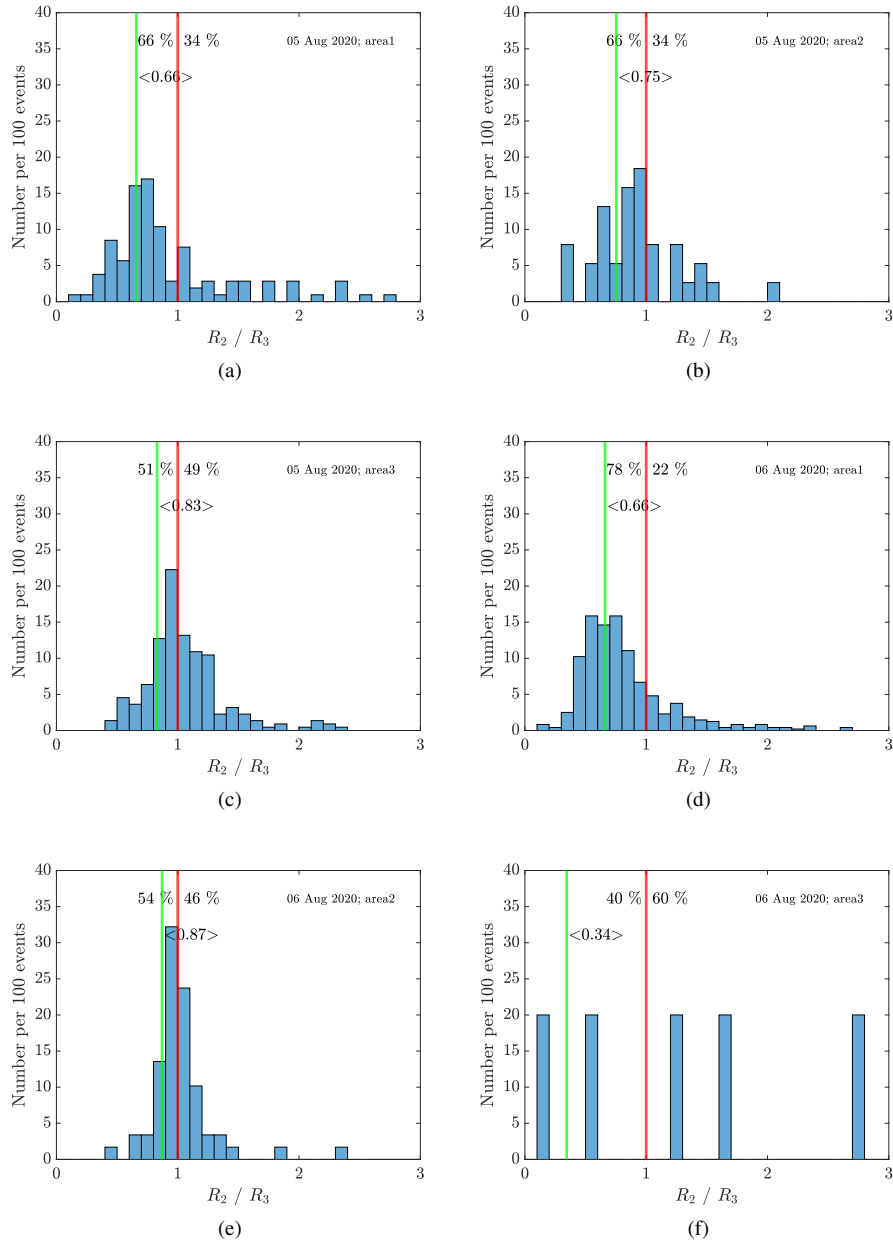 40
35
30
25
20
15
10
5
0
Number per 100 events
66 % 34 %
<0.66>
05 Aug 2020; area1
0 1 2 3
R₂ / R₃
(a)
40
35
30
25
20
15
10
5
0
Number per 100 events
66 % 34 %
<0.75>
05 Aug 2020; area2
0 1 2 3
R₂ / R₃
(b)
40
35
30
25
20
15
10
5
0
Number per 100 events
51 % 49 %
<0.83>
05 Aug 2020; area3
0 1 2 3
R₂ / R₃
(c)
40
35
30
25
20
15
10
5
0
Number per 100 events
78 % 22 %
<0.66>
06 Aug 2020; area1
0 1 2 3
R₂ / R₃
(d)
40
35
30
25
20
15
10
5
0
Number per 100 events
54 % 46 %
<0.87>
06 Aug 2020; area2
0 1 2 3
R₂ / R₃
(e)
40
35
30
25
20
15
10
5
0
Number per 100 events
40 % 60 %
<0.34>
06 Aug 2020; area3
0 1 2 3
R₂ / R₃
(f)